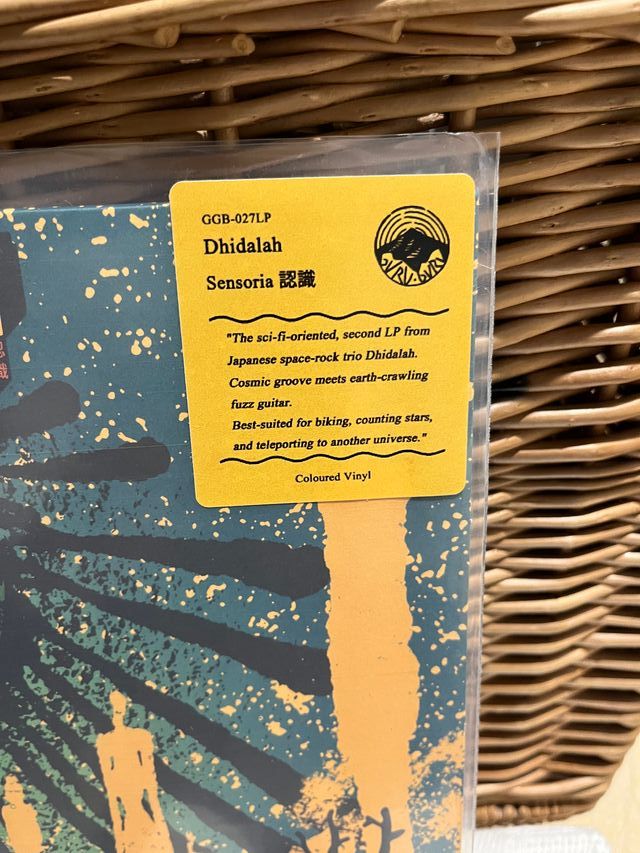 GGB-027LP
Dhidalah
Sensoria 認識
GURU·GURU
"The sci-fi-oriented, second LP from
Japanese space-rock trio Dhidalah.
Cosmic groove meets earth-crawling
fuzz guitar.
Best-suited for biking, counting stars,
and teleporting to another universe."
Coloured Vinyl